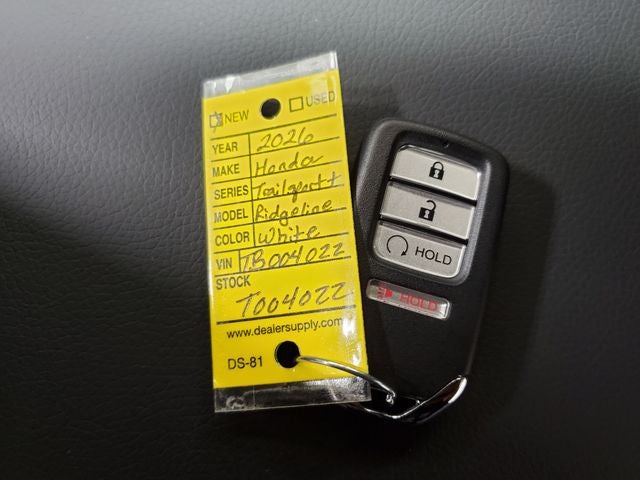 NEW USED
YEAR 2026
MAKE Honda
SERIES
MODEL Ridgeline
COLOR White
VIN TB004022
STOCK
T004022
www.dealersupply.com
DS-81
HOLD
HOLD